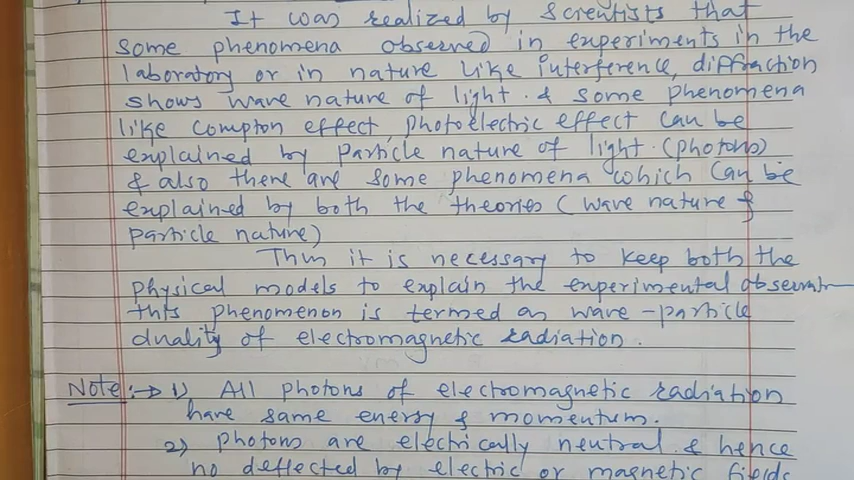 It was realized by scientists that
some phenomena observed in experiments in the
laboratory or in nature like interference, diffraction
shows wave nature of light. & some phenomena
like compton effect, photoelectric effect can be
explained by particle nature of light. (photons)
& also there are some phenomena which can be
explained by both the theories (wave nature &
particle nature)
Thus it is necessary to keep both the
physical models to explain the experimental
this phenomenon is termed as wave-particle
duality of electromagnetic radiation.
Note:→ 1) All photons of electromagnetic radiation
have same energy & momentum.
2) Photons are electrically neutral & hence
no deflected by electric or magnetic fields